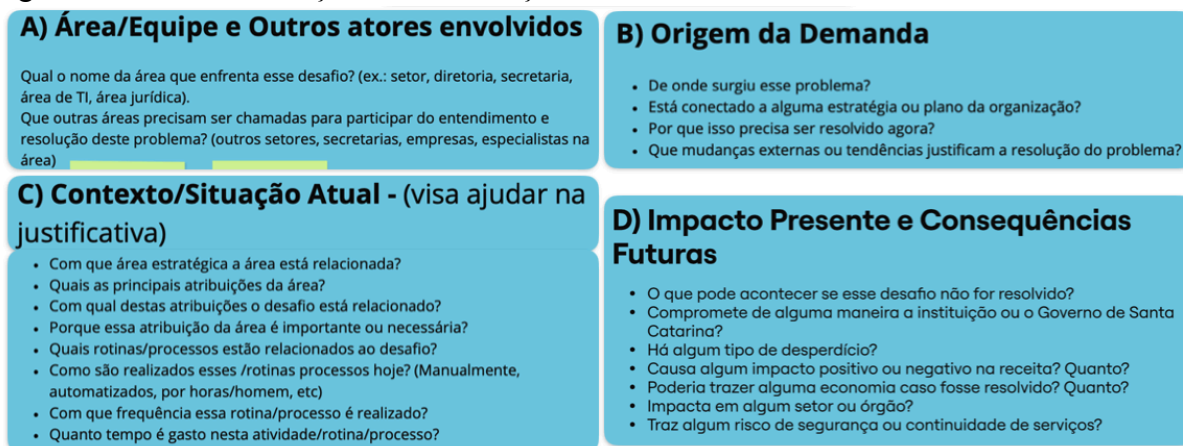 A) Área/Equipe e Outros atores envolvidos
Qual o nome da área que enfrenta esse desafio? (ex.: setor, diretoria, secretaria,
área de TI, área jurídica).
Que outras áreas precisam ser chamadas para participar do entendimento e
resolução deste problema? (outros setores, secretarias, empresas, especialistas na
área)
B) Origem da Demanda
• De onde surgiu esse problema?
• Está conectado a alguma estratégia ou plano da organização?
• Por que isso precisa ser resolvido agora?
• Que mudanças externas ou tendências justificam a resolução do problema?
C) Contexto/Situação Atual - (visa ajudar na
justificativa)
• Com que área estratégica a área está relacionada?
• Quais as principais atribuições da área?
• Com qual destas atribuições o desafio está relacionado?
• Porque essa atribuição da área é importante ou necessária?
• Quais rotinas/processos estão relacionados ao desafio?
• Como são realizados esses /rotinas processos hoje? (Manualmente,
automatizados, por horas/homem, etc)
• Com que frequência essa rotina/processo é realizado?
• Quanto tempo é gasto nesta atividade/rotina/processo?
D) Impacto Presente e Consequências
Futuras
• O que pode acontecer se esse desafio não for resolvido?
• Compromete de alguma maneira a instituição ou o Governo de Santa
Catarina?
• Há algum tipo de desperdício?
• Causa algum impacto positivo ou negativo na receita? Quanto?
• Poderia trazer alguma economia caso fosse resolvido? Quanto?
• Impacta em algum setor ou órgão?
• Traz algum risco de segurança ou continuidade de serviços?